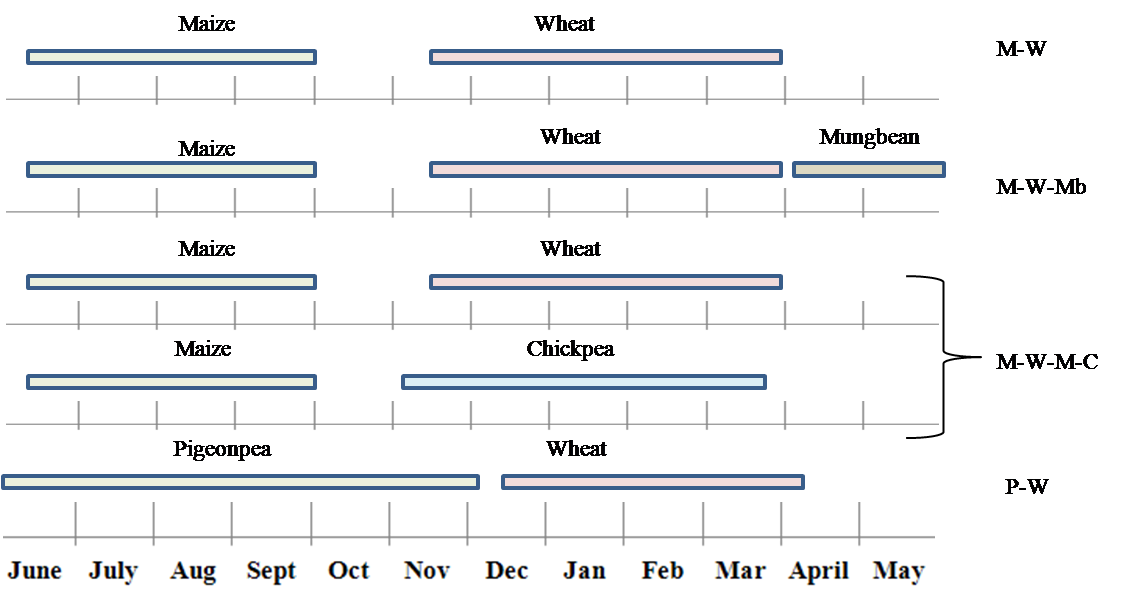 Maize Wheat M-W
Maize Wheat Mungbean M-W-Mb
Maize Wheat
Maize Chickpea M-W-M-C
Pigeonpea Wheat P-W
June July Aug Sept Oct Nov Dec Jan Feb Mar April May